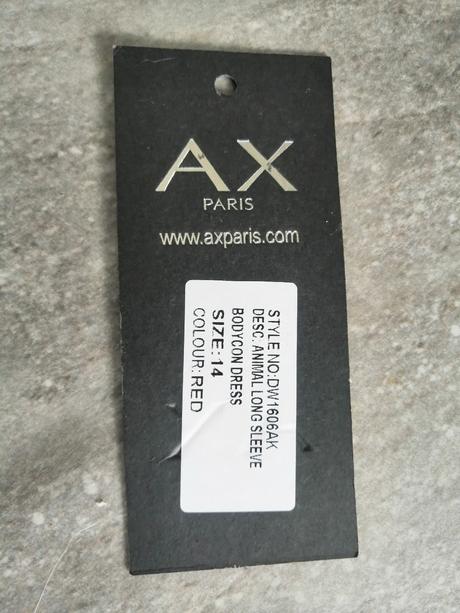 AX
PARIS
www.axparis.com
STYLE NO:DW1606AK
DESC. ANIMAL LONG SLEEVE
BODYCON DRESS
SIZE:14
COLOUR:RED